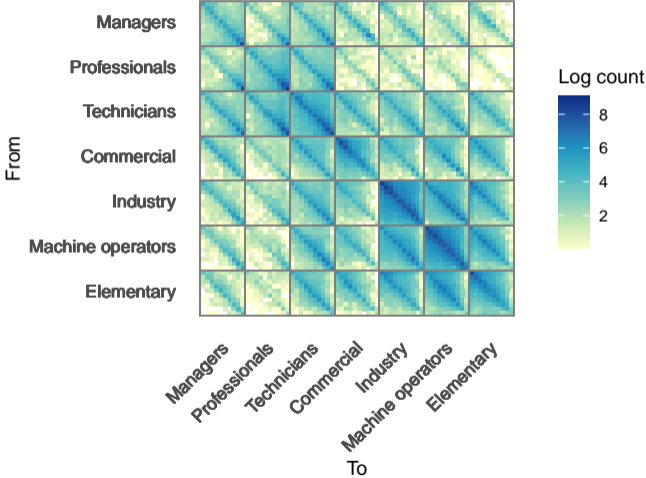 Managers
Professionals
Technicians
Commercial
Industry
Machine operators
Elementary
From
Log count
8
6
4
2
Managers
Professionals
Technicians
Commercial
Industry
Machine operators
Elementary
To